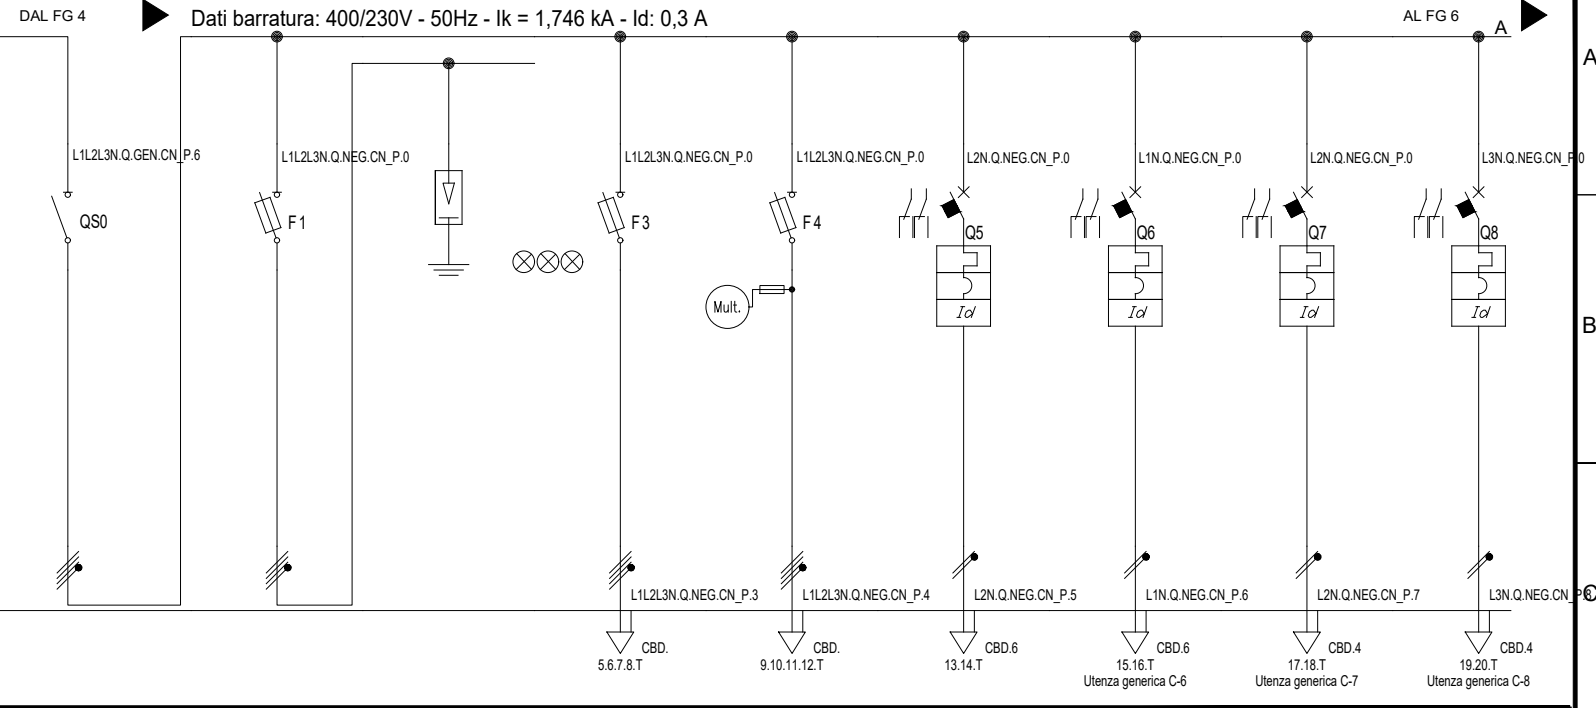 DAL FG 4
Dati barratura: 400/230V - 50Hz - Ik = 1,746 kA - Id: 0,3 A
AL FG 6
A
A
L1L2L3N.Q.GEN.CN_P.6
L1L2L3N.Q.NEG.CN_P.0
L1L2L3N.Q.NEG.CN_P.0
L1L2L3N.Q.NEG.CN_P.0
L2N.Q.NEG.CN_P.0
L1N.Q.NEG.CN_P.0
L2N.Q.NEG.CN_P.0
L3N.Q.NEG.CN_P.0
QS0
F1
F3
F4
Q5
Q6
Q7
Q8
Mult.
Id
Id
Id
Id
B
L1L2L3N.Q.NEG.CN_P.3
L1L2L3N.Q.NEG.CN_P.4
L2N.Q.NEG.CN_P.5
L1N.Q.NEG.CN_P.6
L2N.Q.NEG.CN_P.7
L3N.Q.NEG.CN_P.8
C
CBD.
CBD.
CBD.6
CBD.6
CBD.4
CBD.4
5.6.7.8.T
9.10.11.12.T
13.14.T
15.16.T
17.18.T
19.20.T
Utenza generica C-6
Utenza generica C-7
Utenza generica C-8